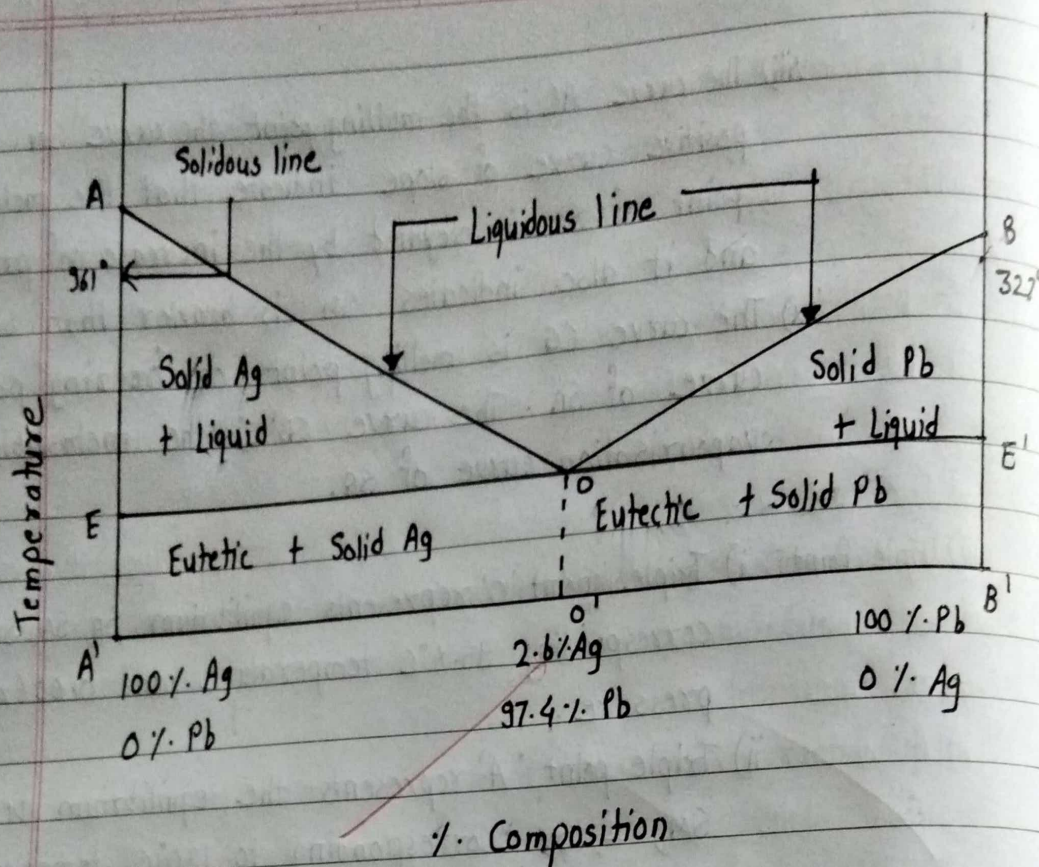 Solidous line
A
Liquidous line
B
961°
327°
Solid Ag
+ Liquid
Solid Pb
+ Liquid
Temperature
E
O
E'
Eutetic + Solid Ag
Eutectic + Solid Pb
A'
O'
B'
100 %. Ag
0 %. Pb
2.6%Ag
97.4 %. Pb
100 %. Pb
0 %. Ag
%. Composition